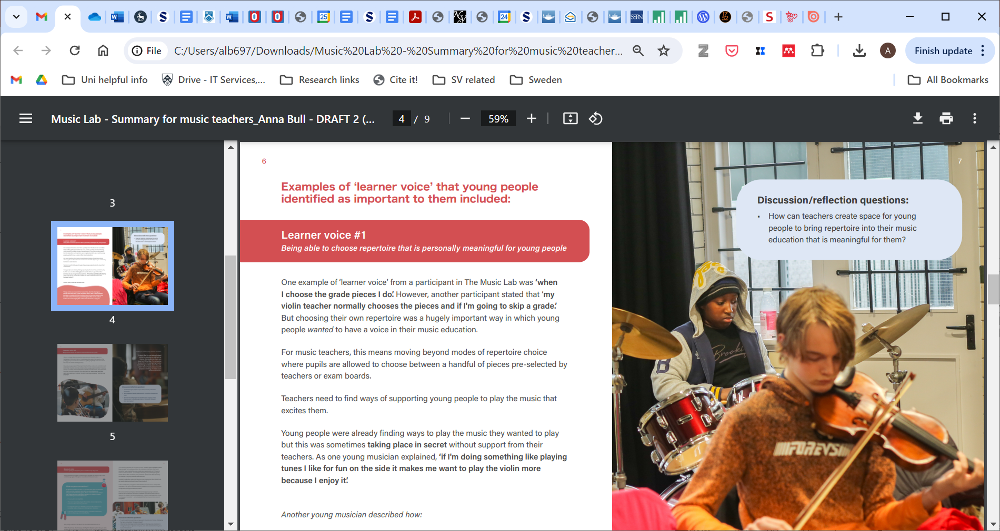 25
24
SSRN
File
C:/Users/alb697/Downloads/Music%20Lab%20-%20Summary%20for%20music%20teacher...
A
Finish update
Uni helpful info
Drive - IT Services,...
Research links
Cite it!
SV related
Sweden
All Bookmarks
Music Lab - Summary for music teachers_Anna Bull - DRAFT 2 (...
4 / 9
59%
3
4
5
6
Examples of ‘learner voice’ that young people
identified as important to them included:
Learner voice #1
Being able to choose repertoire that is personally meaningful for young people
One example of ‘learner voice’ from a participant in The Music Lab was ‘when
I choose the grade pieces I do.’ However, another participant stated that ‘my
violin teacher normally chooses the pieces and if I'm going to skip a grade.’
But choosing their own repertoire was a hugely important way in which young
people wanted to have a voice in their music education.
For music teachers, this means moving beyond modes of repertoire choice
where pupils are allowed to choose between a handful of pieces pre-selected by
teachers or exam boards.
Teachers need to find ways of supporting young people to play the music that
excites them.
Young people were already finding ways to play the music they wanted to play
but this was sometimes taking place in secret without support from their
teachers. As one young musician explained, ‘if I'm doing something like playing
tunes I like for fun on the side it makes me want to play the violin more
because I enjoy it.’
Another young musician described how:
7
Discussion/reflection questions:
• How can teachers create space for young
people to bring repertoire into their music
education that is meaningful for them?
B